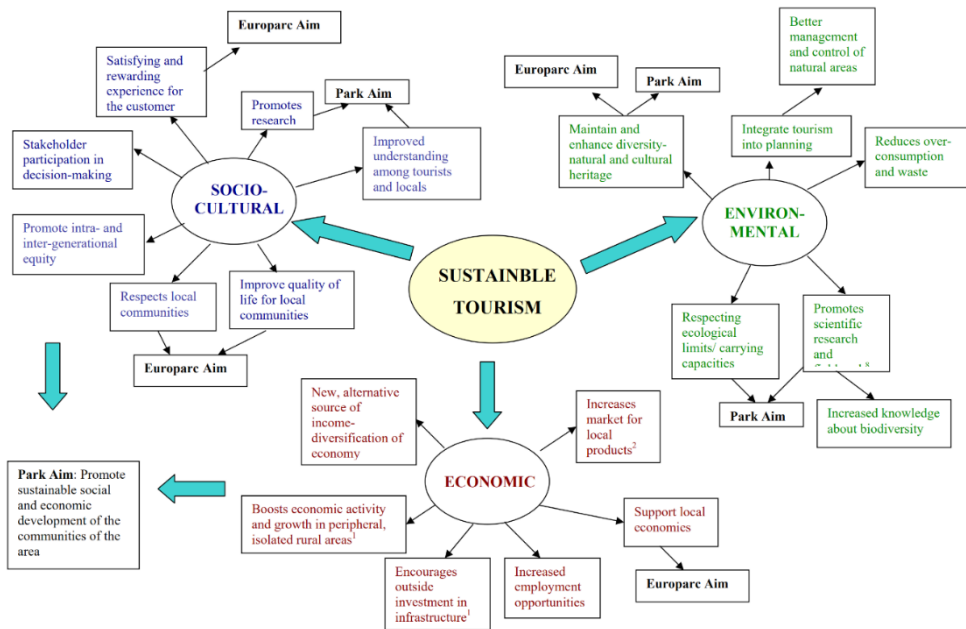 Europarc Aim
Satisfying and
rewarding
experience for
the customer
Promotes
research
Park Aim
Stakeholder
participation in
decision-making
Improved
understanding
among tourists
and locals
SOCIO-
CULTURAL
Promote intra- and
inter-generational
equity
Respects local
communities
Improve quality of
life for local
communities
Europarc Aim
SUSTAINBLE
TOURISM
Better
management
and control of
natural areas
Europarc Aim
Park Aim
Maintain and
enhance diversity-
natural and cultural
heritage
Integrate tourism
into planning
Reduces over-
consumption
and waste
ENVIRON-
MENTAL
Respecting
ecological
limits/ carrying
capacities
Promotes
scientific
research
and
Park Aim
Increased knowledge
about biodiversity
New, alternative
source of
income-
diversification of
economy
Increases
market for
local
products²
ECONOMIC
Boosts economic activity
and growth in peripheral,
isolated rural areas¹
Support local
economies
Encourages
outside
investment in
infrastructure¹
Increased
employment
opportunities
Europarc Aim
Park Aim: Promote
sustainable social
and economic
development of the
communities of the
area